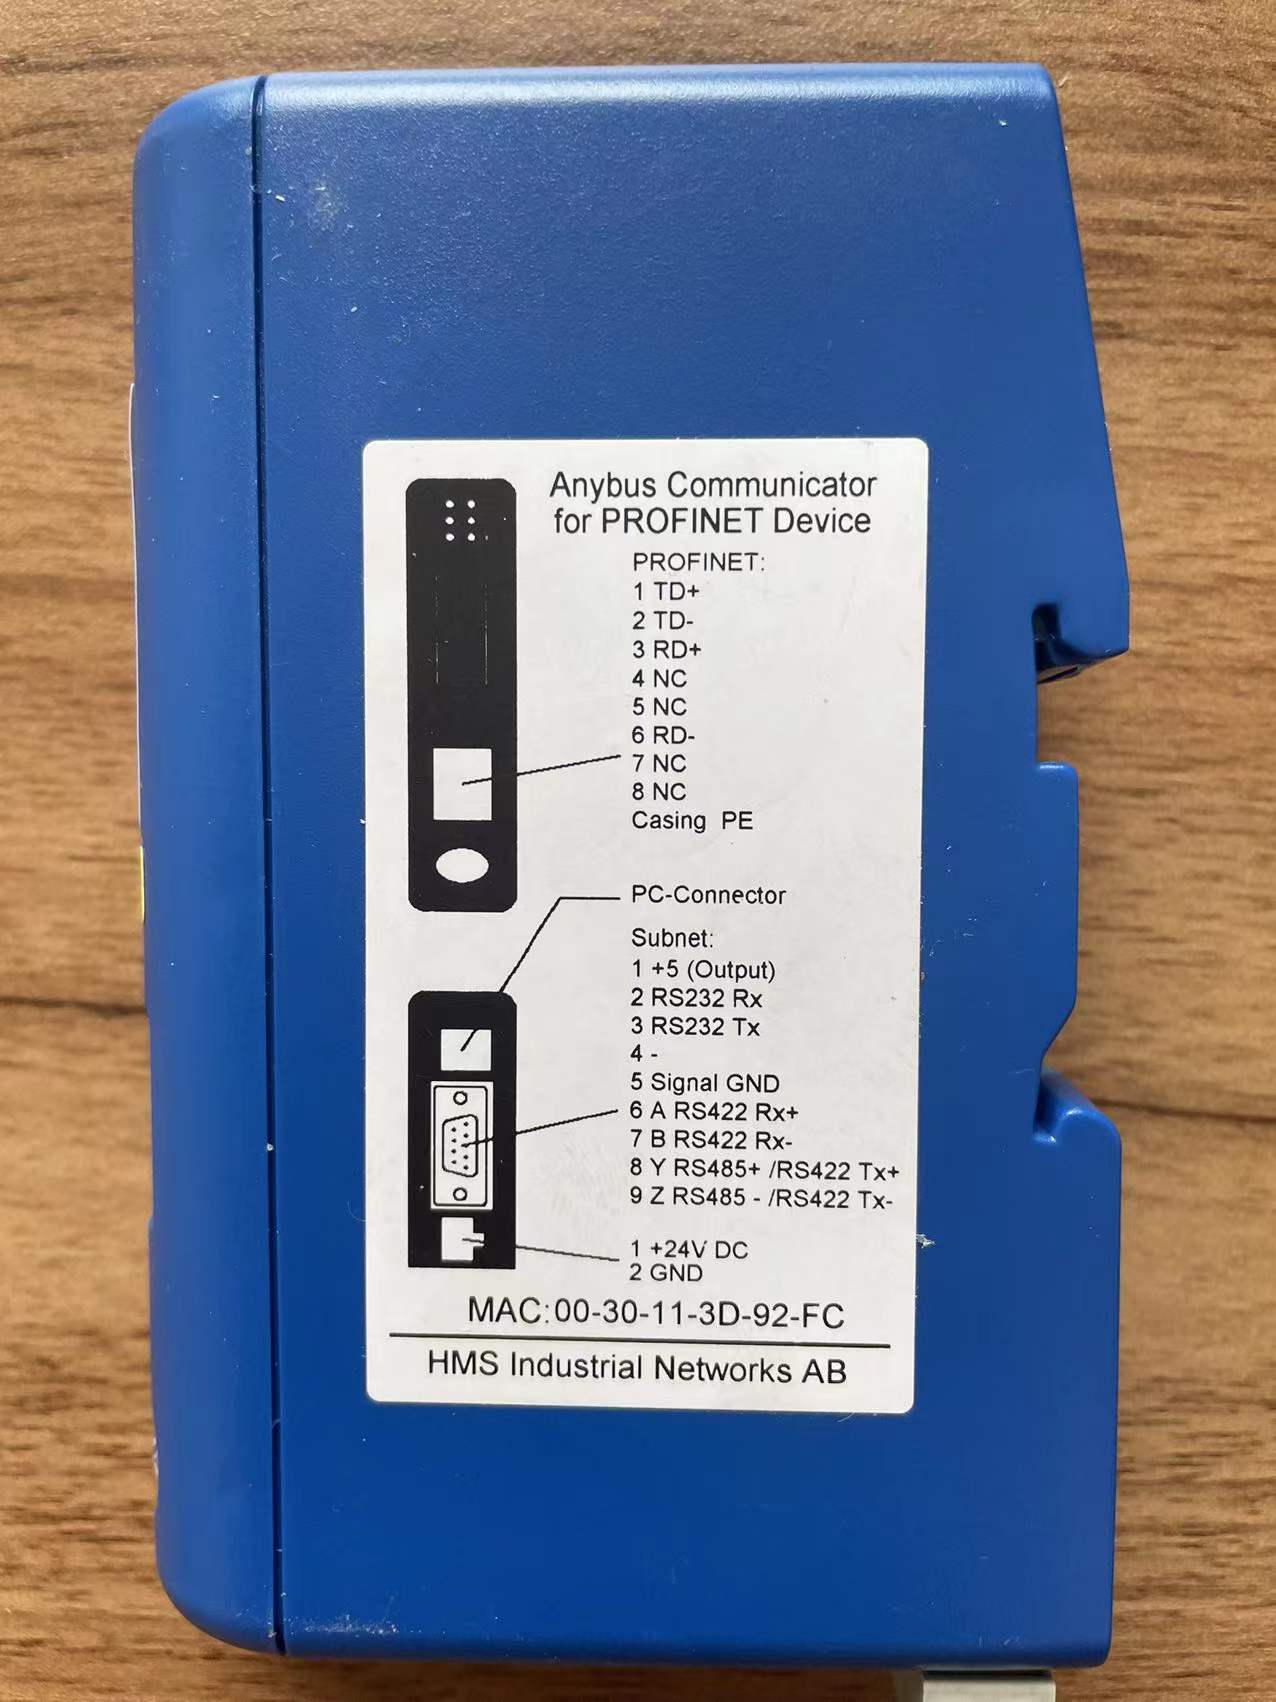 Anybus Communicator
for PROFINET Device
PROFINET:
1 TD+
2 TD-
3 RD+
4 NC
5 NC
6 RD-
7 NC
8 NC
Casing PE
PC-Connector
Subnet:
1 +5 (Output)
2 RS232 Rx
3 RS232 Tx
4 -
5 Signal GND
6 A RS422 Rx+
7 B RS422 Rx-
8 Y RS485+ /RS422 Tx+
9 Z RS485 - /RS422 Tx-
1 +24V DC
2 GND
MAC:00-30-11-3D-92-FC
HMS Industrial Networks AB